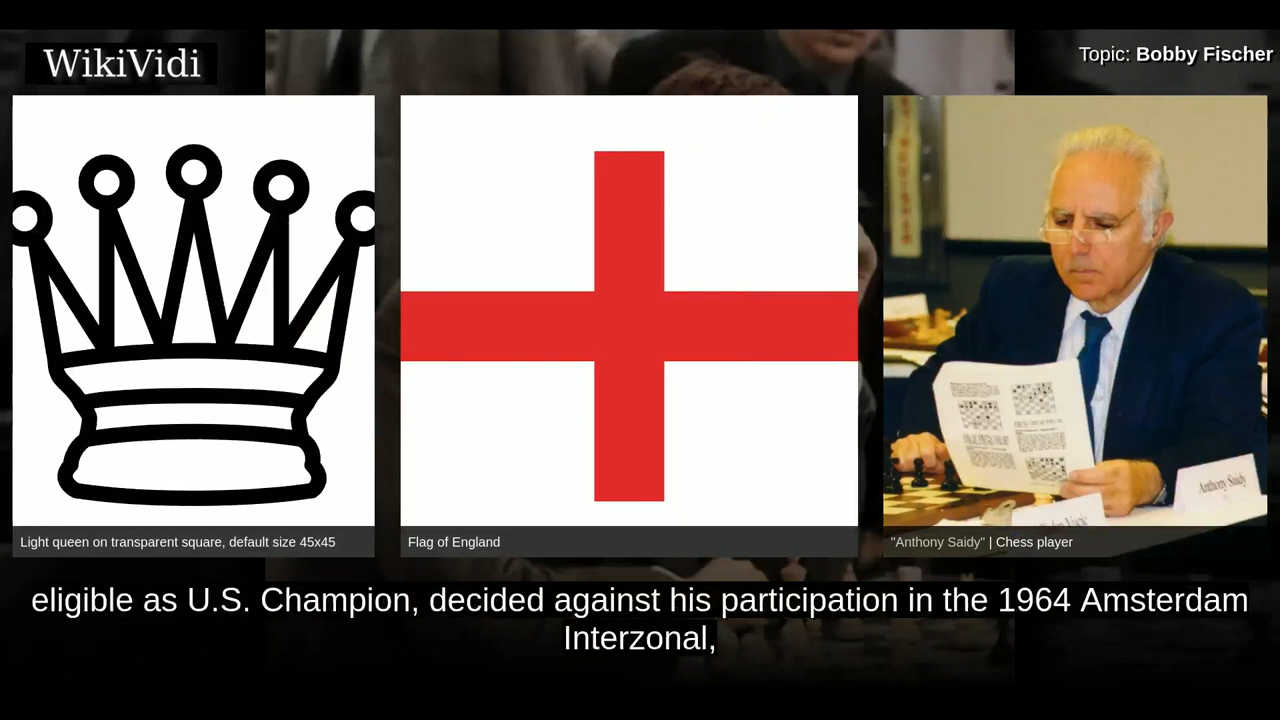 WikiVidi
Topic: Bobby Fischer
Anthony Saidy
Light queen on transparent square, default size 45x45
Flag of England
"Anthony Saidy" | Chess player
eligible as U.S. Champion, decided against his participation in the 1964 Amsterdam
Interzonal,